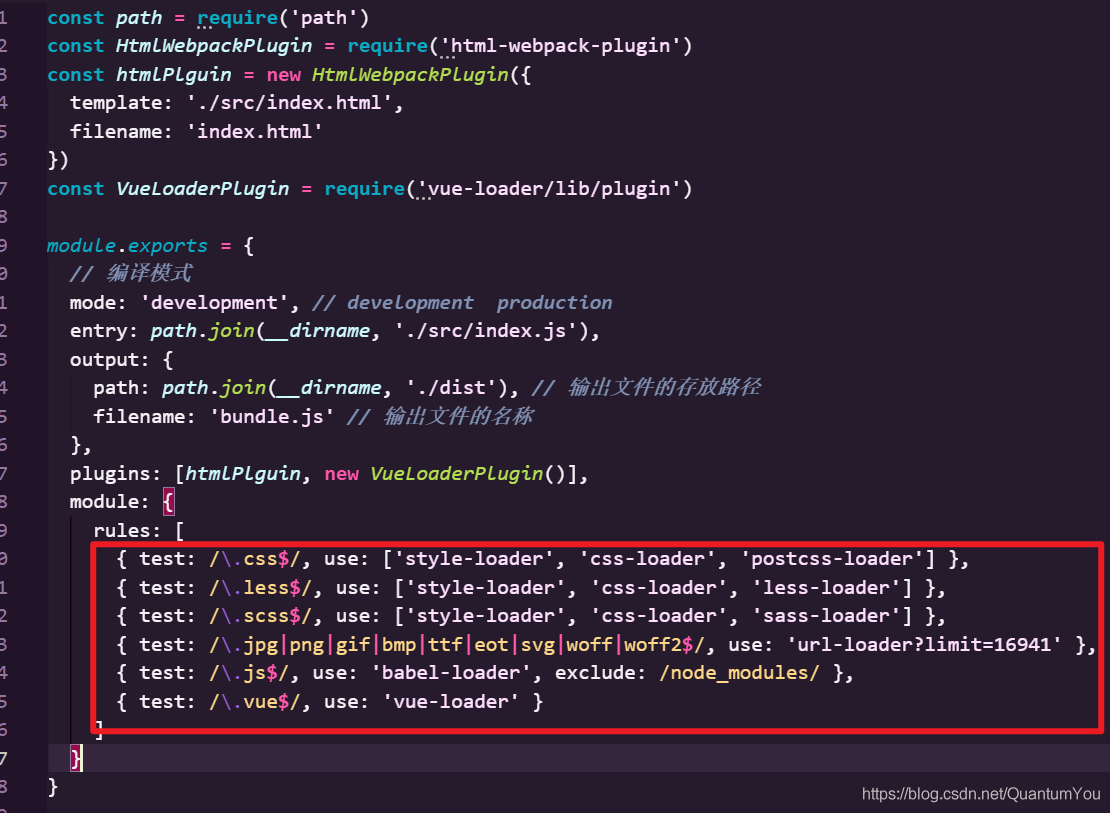 1 const path = require('path')
2 const HtmlWebpackPlugin = require('html-webpack-plugin')
3 const htmlPlguin = new HtmlWebpackPlugin({
4   template: './src/index.html',
5   filename: 'index.html'
6 })
7 const VueLoaderPlugin = require('vue-loader/lib/plugin')
8
9 module.exports = {
0   // 编译模式
1   mode: 'development', // development  production
2   entry: path.join(__dirname, './src/index.js'),
3   output: {
4     path: path.join(__dirname, './dist'), // 输出文件的存放路径
5     filename: 'bundle.js' // 输出文件的名称
6   },
7   plugins: [htmlPlguin, new VueLoaderPlugin()],
8   module: {
9     rules: [
0       { test: /\.css$/, use: ['style-loader', 'css-loader', 'postcss-loader'] },
1       { test: /\.less$/, use: ['style-loader', 'css-loader', 'less-loader'] },
2       { test: /\.scss$/, use: ['style-loader', 'css-loader', 'sass-loader'] },
3       { test: /\.jpg|png|gif|bmp|ttf|eot|svg|woff|woff2$/, use: 'url-loader?limit=16941' },
4       { test: /\.js$/, use: 'babel-loader', exclude: /node_modules/ },
5       { test: /\.vue$/, use: 'vue-loader' }
6     ]
7   }
8 }
https://blog.csdn.net/QuantumYou